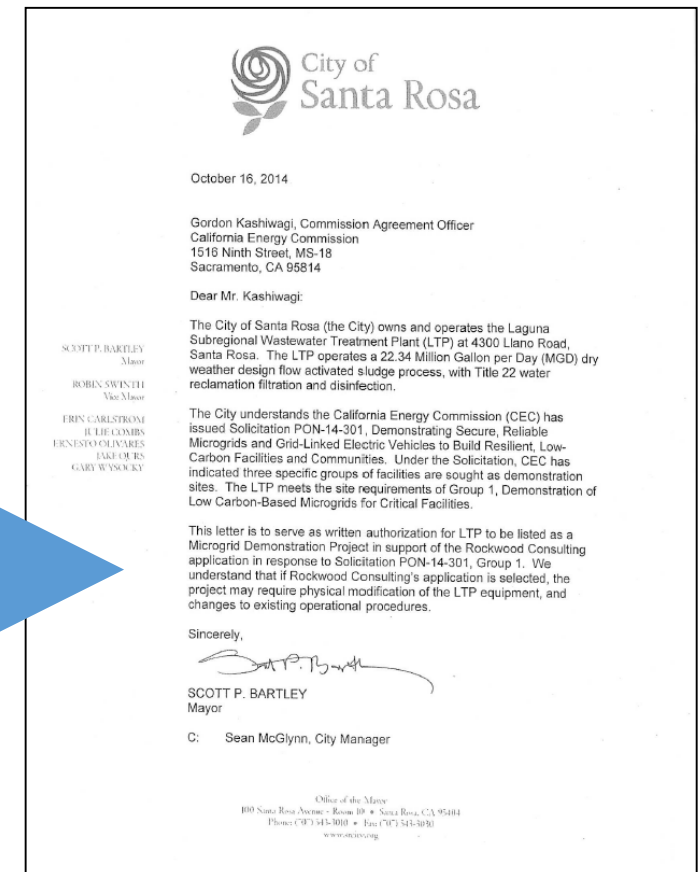 City of
Santa Rosa
October 16, 2014
Gordon Kashiwagi, Commission Agreement Officer
California Energy Commission
1516 Ninth Street, MS-18
Sacramento, CA 95814
Dear Mr. Kashiwagi:
The City of Santa Rosa (the City) owns and operates the Laguna
Subregional Wastewater Treatment Plant (LTP) at 4300 Llano Road,
Santa Rosa.  The LTP operates a 22.34 Million Gallon per Day (MGD) dry
weather design flow activated sludge process, with Title 22 water
reclamation filtration and disinfection.
SCOTT P. BARTLEY
Mayor
ROBIN SWINTH
Vice Mayor
ERIN CARLSTROM
JULIE COMBS
ERNESTO OLIVARES
JAKE OURS
GARY WYSOCKY
The City understands the California Energy Commission (CEC) has
issued Solicitation PON-14-301, Demonstrating Secure, Reliable
Microgrids and Grid-Linked Electric Vehicles to Build Resilient, Low-
Carbon Facilities and Communities.  Under the Solicitation, CEC has
indicated three specific groups of facilities are sought as demonstration
sites.  The LTP meets the site requirements of Group 1, Demonstration of
Low Carbon-Based Microgrids for Critical Facilities.
This letter is to serve as written authorization for LTP to be listed as a
Microgrid Demonstration Project in support of the Rockwood Consulting
application in response to Solicitation PON-14-301, Group 1.  We
understand that if Rockwood Consulting's application is selected, the
project may require physical modification of the LTP equipment, and
changes to existing operational procedures.
Sincerely,
SCOTT P. BARTLEY
Mayor
C: Sean McGlynn, City Manager
Office of the Mayor
100 Santa Rosa Avenue • Room 10 • Santa Rosa, CA 95404
Phone: (707) 543-3010 • Fax: (707) 543-3030
www.srcity.org